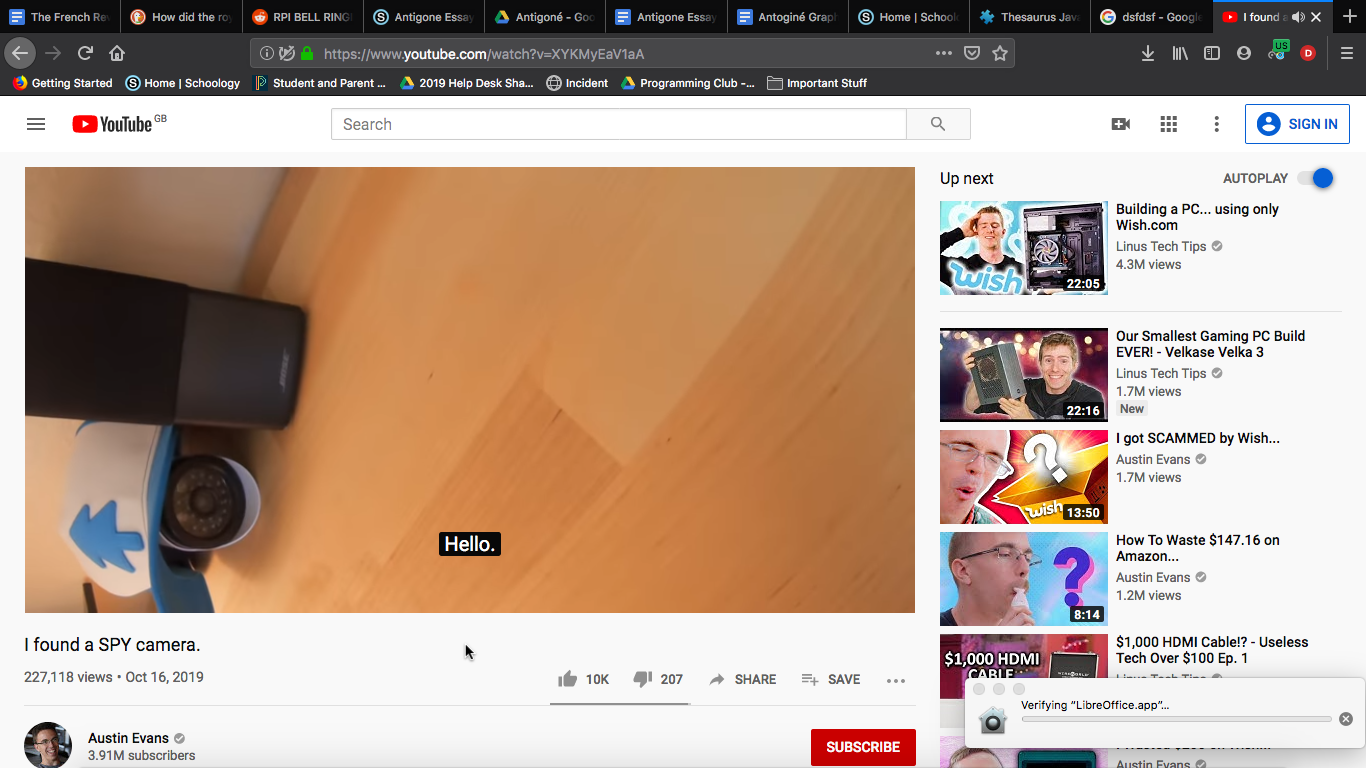 The French Rev
How did the roy
RPI BELL RING
Antigone Essay
Antigoné - Goo
Antigone Essay
Antoginé Graph
Home | Schoolo
Thesaurus Java
dsfdsf - Google
I found a
https://www.youtube.com/watch?v=XYKMyEaV1aA
US
D
Getting Started
Home | Schoology
Student and Parent ...
2019 Help Desk Sha...
Incident
Programming Club -...
Important Stuff
YouTube GB
Search
SIGN IN
BOSE
Hello.
I found a SPY camera.
227,118 views • Oct 16, 2019
10K
207
SHARE
SAVE
Austin Evans
3.91M subscribers
SUBSCRIBE
Up next
AUTOPLAY
wish
22:05
Building a PC... using only
Wish.com
Linus Tech Tips
4.3M views
22:16
Our Smallest Gaming PC Build
EVER! - Velkase Velka 3
Linus Tech Tips
1.7M views
New
wish
13:50
I got SCAMMED by Wish...
Austin Evans
1.7M views
8:14
How To Waste $147.16 on
Amazon...
Austin Evans
1.2M views
$1,000 HDMI
CABLE
$1,000 HDMI Cable!? - Useless
Tech Over $100 Ep. 1
Linus Tech Tips
Verifying “LibreOffice.app”...
Austin Evans